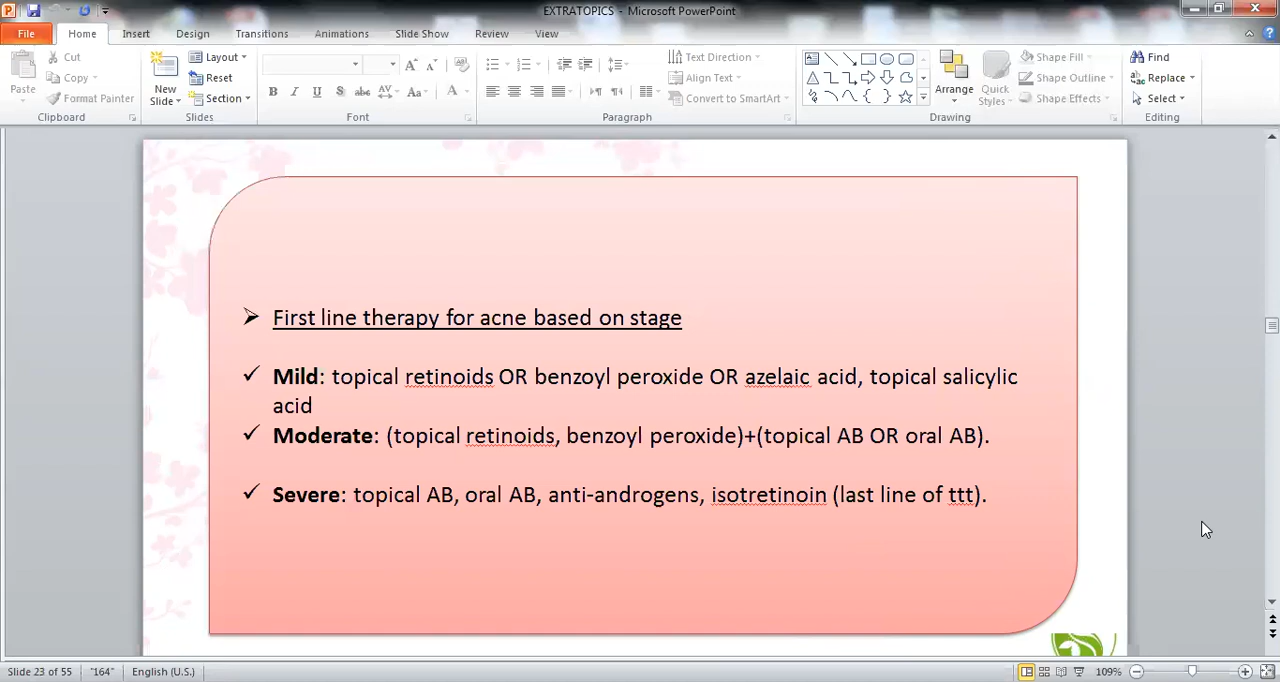 EXTRATOPICS - Microsoft PowerPoint
File Home Insert Design Transitions Animations Slide Show Review View
Paste
Cut
Copy
Format Painter
Clipboard
New Slide
Layout
Reset
Section
Slides
B I U S abc AV Aa A
Font
Text Direction
Align Text
Convert to SmartArt
Paragraph
Arrange
Quick Styles
Shape Fill
Shape Outline
Shape Effects
Drawing
Find
Replace
Select
Editing
First line therapy for acne based on stage
Mild: topical retinoids OR benzoyl peroxide OR azelaic acid, topical salicylic
acid
Moderate: (topical retinoids, benzoyl peroxide)+(topical AB OR oral AB).
Severe: topical AB, oral AB, anti-androgens, isotretinoin (last line of ttt).
Slide 23 of 55 "164" English (U.S.) 109%